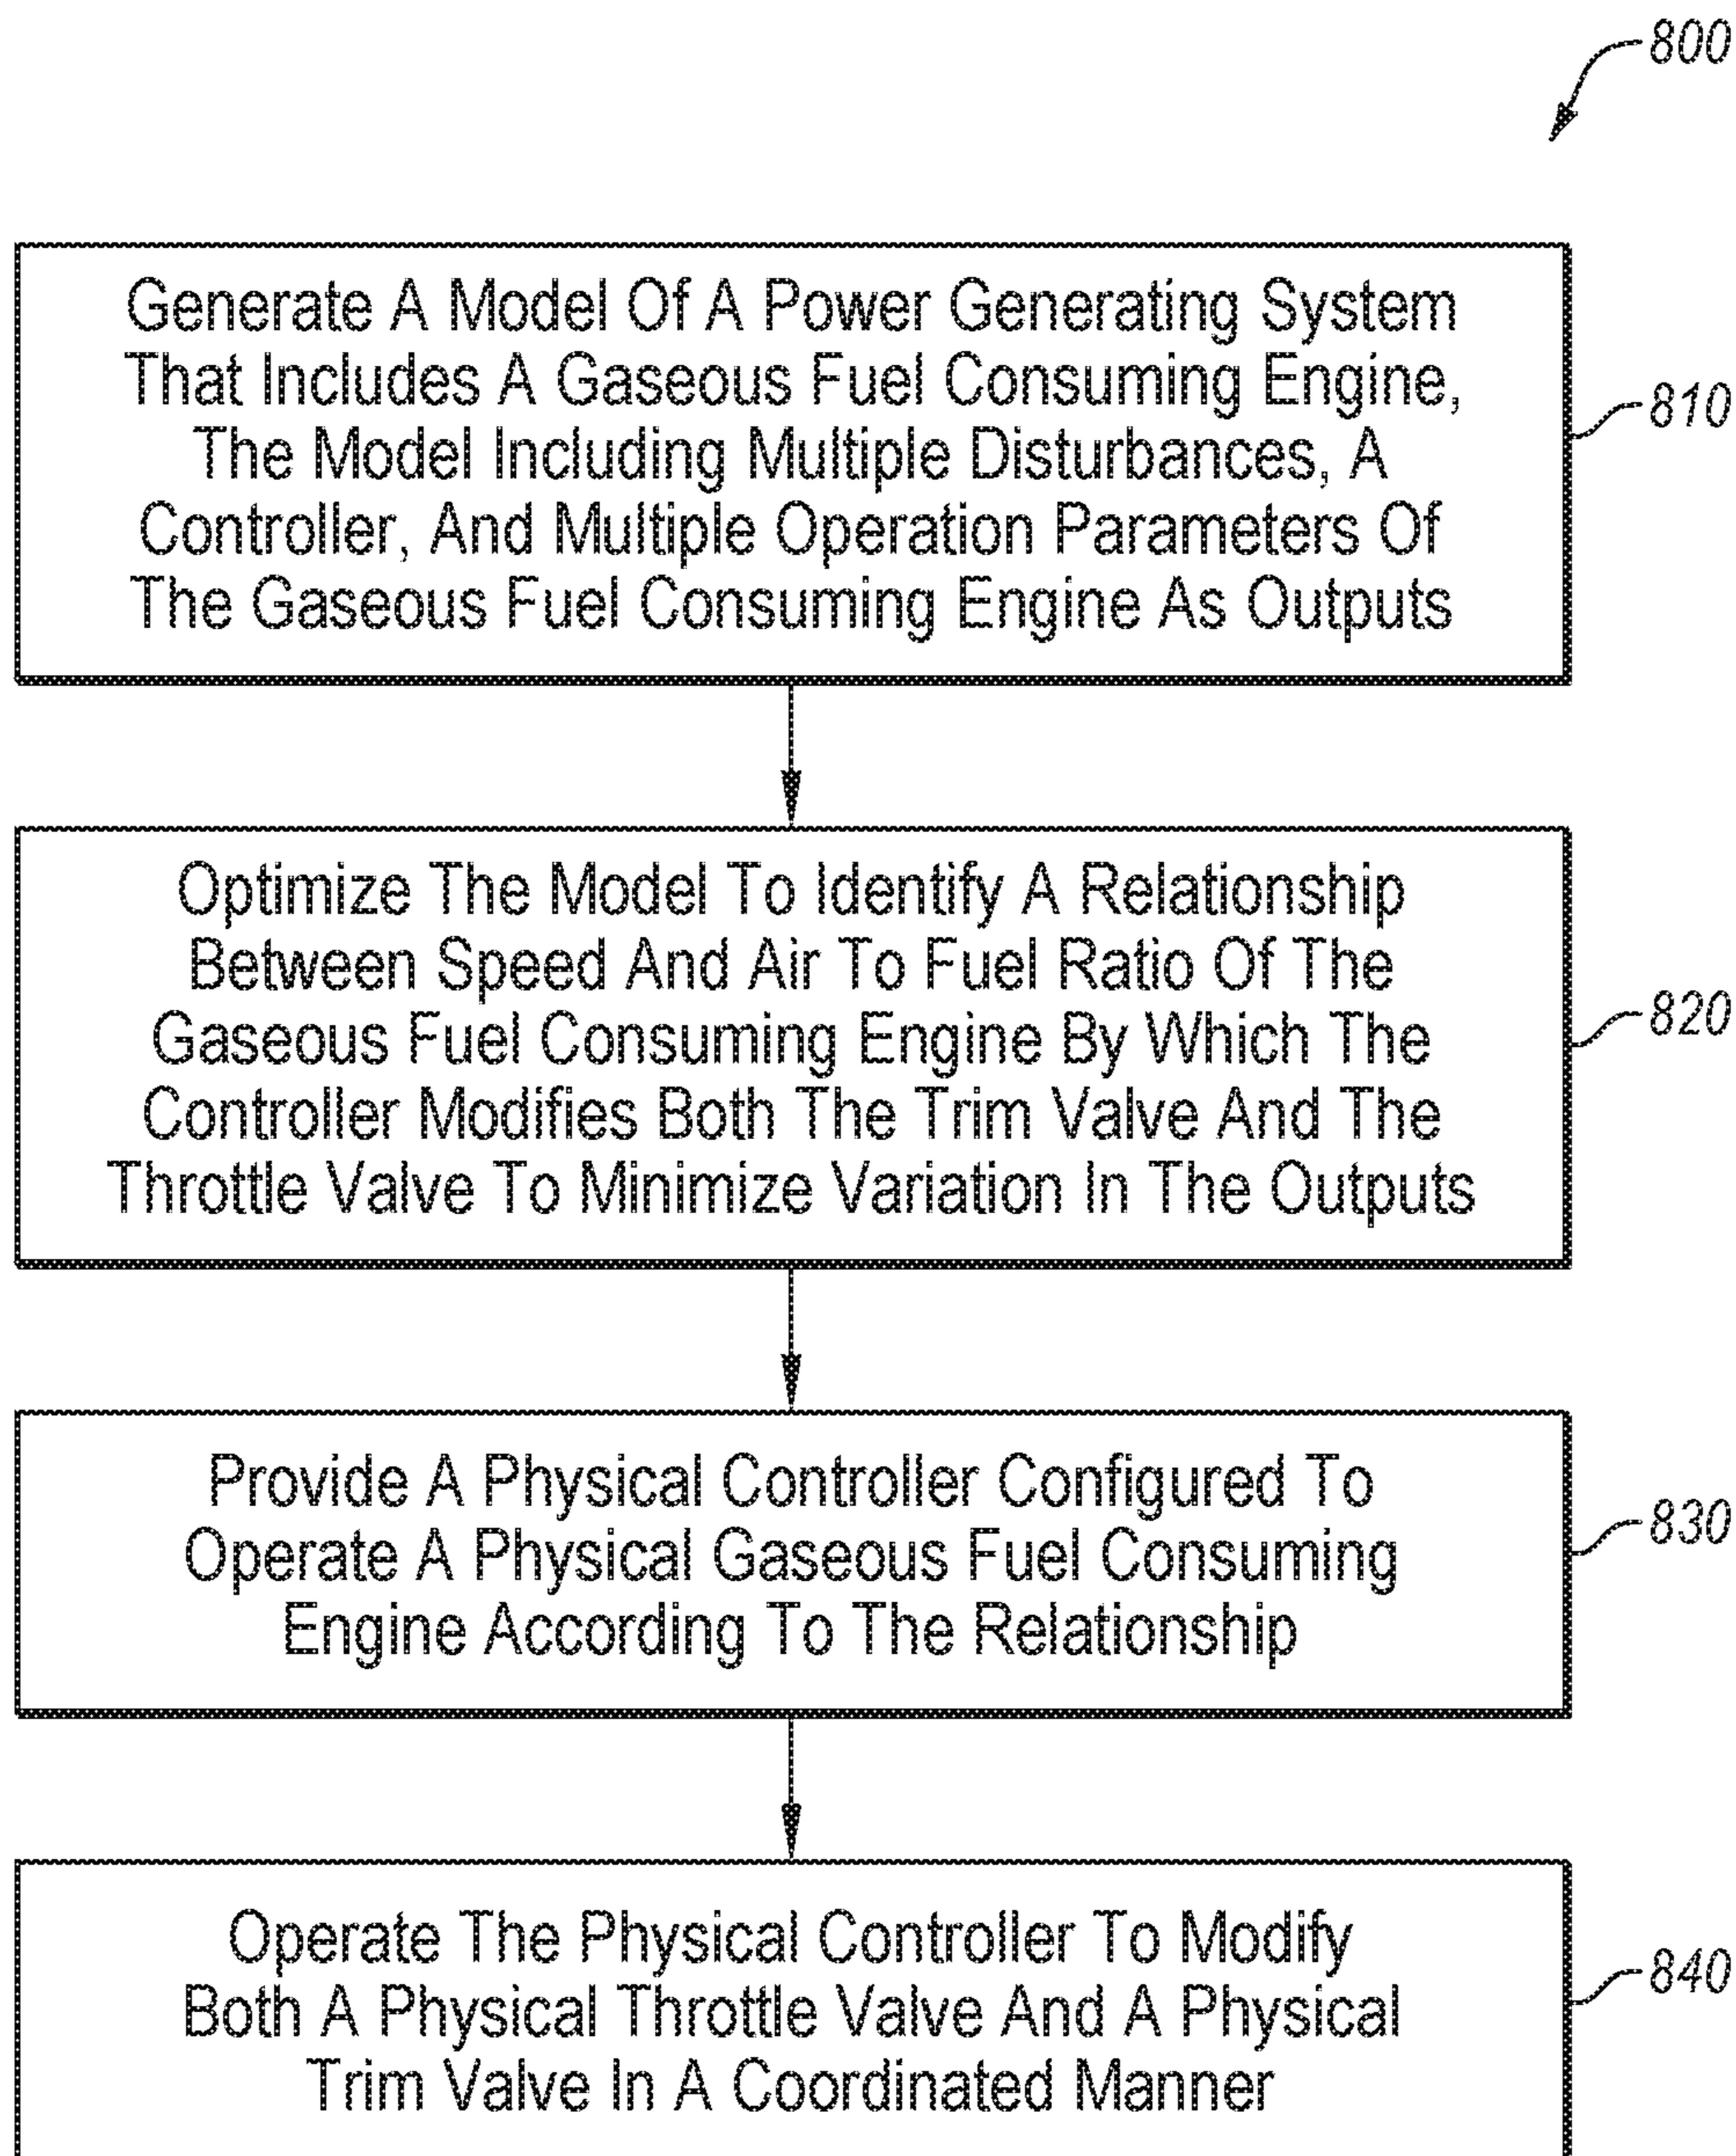 800
Generate A Model Of A Power Generating System
That Includes A Gaseous Fuel Consuming Engine,
The Model Including Multiple Disturbances, A
Controller, And Multiple Operation Parameters Of
The Gaseous Fuel Consuming Engine As Outputs
810
Optimize The Model To Identify A Relationship
Between Speed And Air To Fuel Ratio Of The
Gaseous Fuel Consuming Engine By Which The
Controller Modifies Both The Trim Valve And The
Throttle Valve To Minimize Variation In The Outputs
820
Provide A Physical Controller Configured To
Operate A Physical Gaseous Fuel Consuming
Engine According To The Relationship
830
Operate The Physical Controller To Modify
Both A Physical Throttle Valve And A Physical
Trim Valve In A Coordinated Manner
840